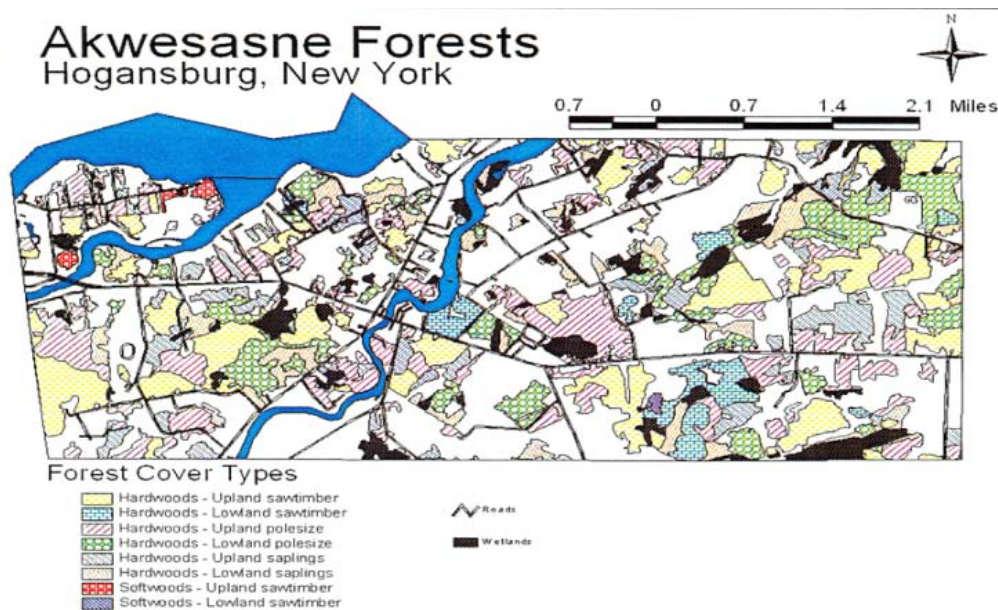 Akwesasne Forests
Hogansburg, New York
N
0.7 0 0.7 1.4 2.1 Miles
Forest Cover Types
Hardwoods - Upland sawtimber
Hardwoods - Lowland sawtimber
Hardwoods - Upland polesize
Hardwoods - Lowland polesize
Hardwoods - Upland saplings
Hardwoods - Lowland saplings
Softwoods - Upland sawtimber
Softwoods - Lowland sawtimber
Roads
Wetlands